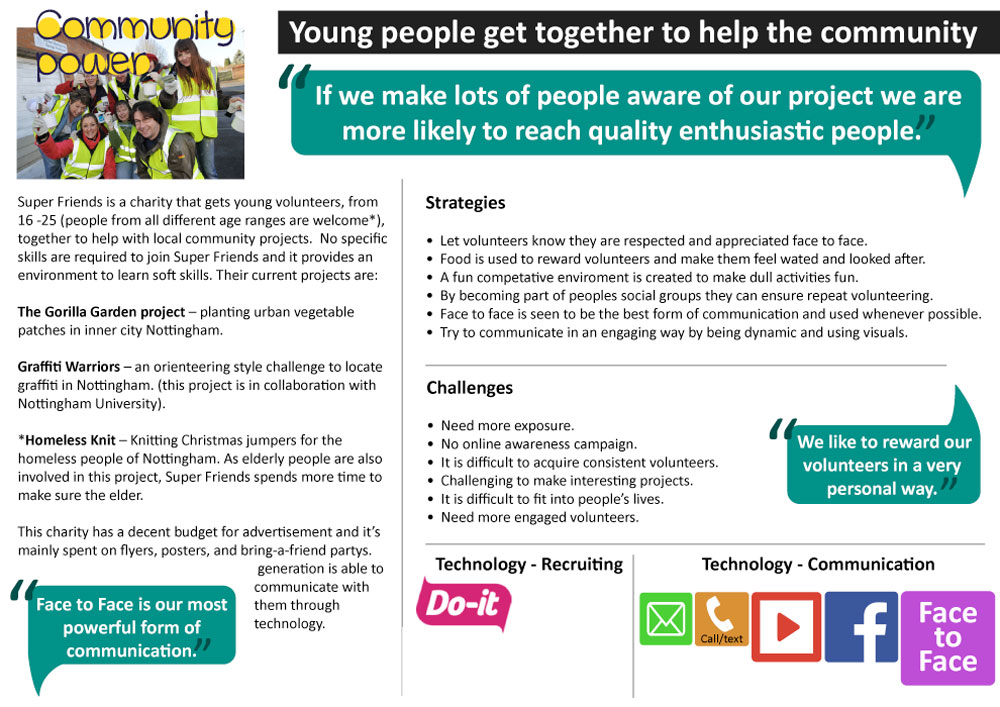 Community
power
Young people get together to help the community
“If we make lots of people aware of our project we are
more likely to reach quality enthusiastic people.”
Super Friends is a charity that gets young volunteers, from
16 -25 (people from all different age ranges are welcome*),
together to help with local community projects.  No specific
skills are required to join Super Friends and it provides an
environment to learn soft skills. Their current projects are:
The Gorilla Garden project – planting urban vegetable
patches in inner city Nottingham.
Graffiti Warriors – an orienteering style challenge to locate
graffiti in Nottingham. (this project is in collaboration with
Nottingham University).
*Homeless Knit – Knitting Christmas jumpers for the
homeless people of Nottingham. As elderly people are also
involved in this project, Super Friends spends more time to
make sure the elder.
This charity has a decent budget for advertisement and it’s
mainly spent on flyers, posters, and bring-a-friend partys.
generation is able to
communicate with
them through
technology.
“Face to Face is our most
powerful form of
communication.”
Strategies
• Let volunteers know they are respected and appreciated face to face.
• Food is used to reward volunteers and make them feel wated and looked after.
• A fun competative enviroment is created to make dull activities fun.
• By becoming part of peoples social groups they can ensure repeat volunteering.
• Face to face is seen to be the best form of communication and used whenever possible.
• Try to communicate in an engaging way by being dynamic and using visuals.
Challenges
• Need more exposure.
• No online awareness campaign.
• It is difficult to acquire consistent volunteers.
• Challenging to make interesting projects.
• It is difficult to fit into people’s lives.
• Need more engaged volunteers.
“We like to reward our
volunteers in a very
personal way.”
Technology - Recruiting
Do-it
Technology - Communication
Call/text
f
Face
to
Face